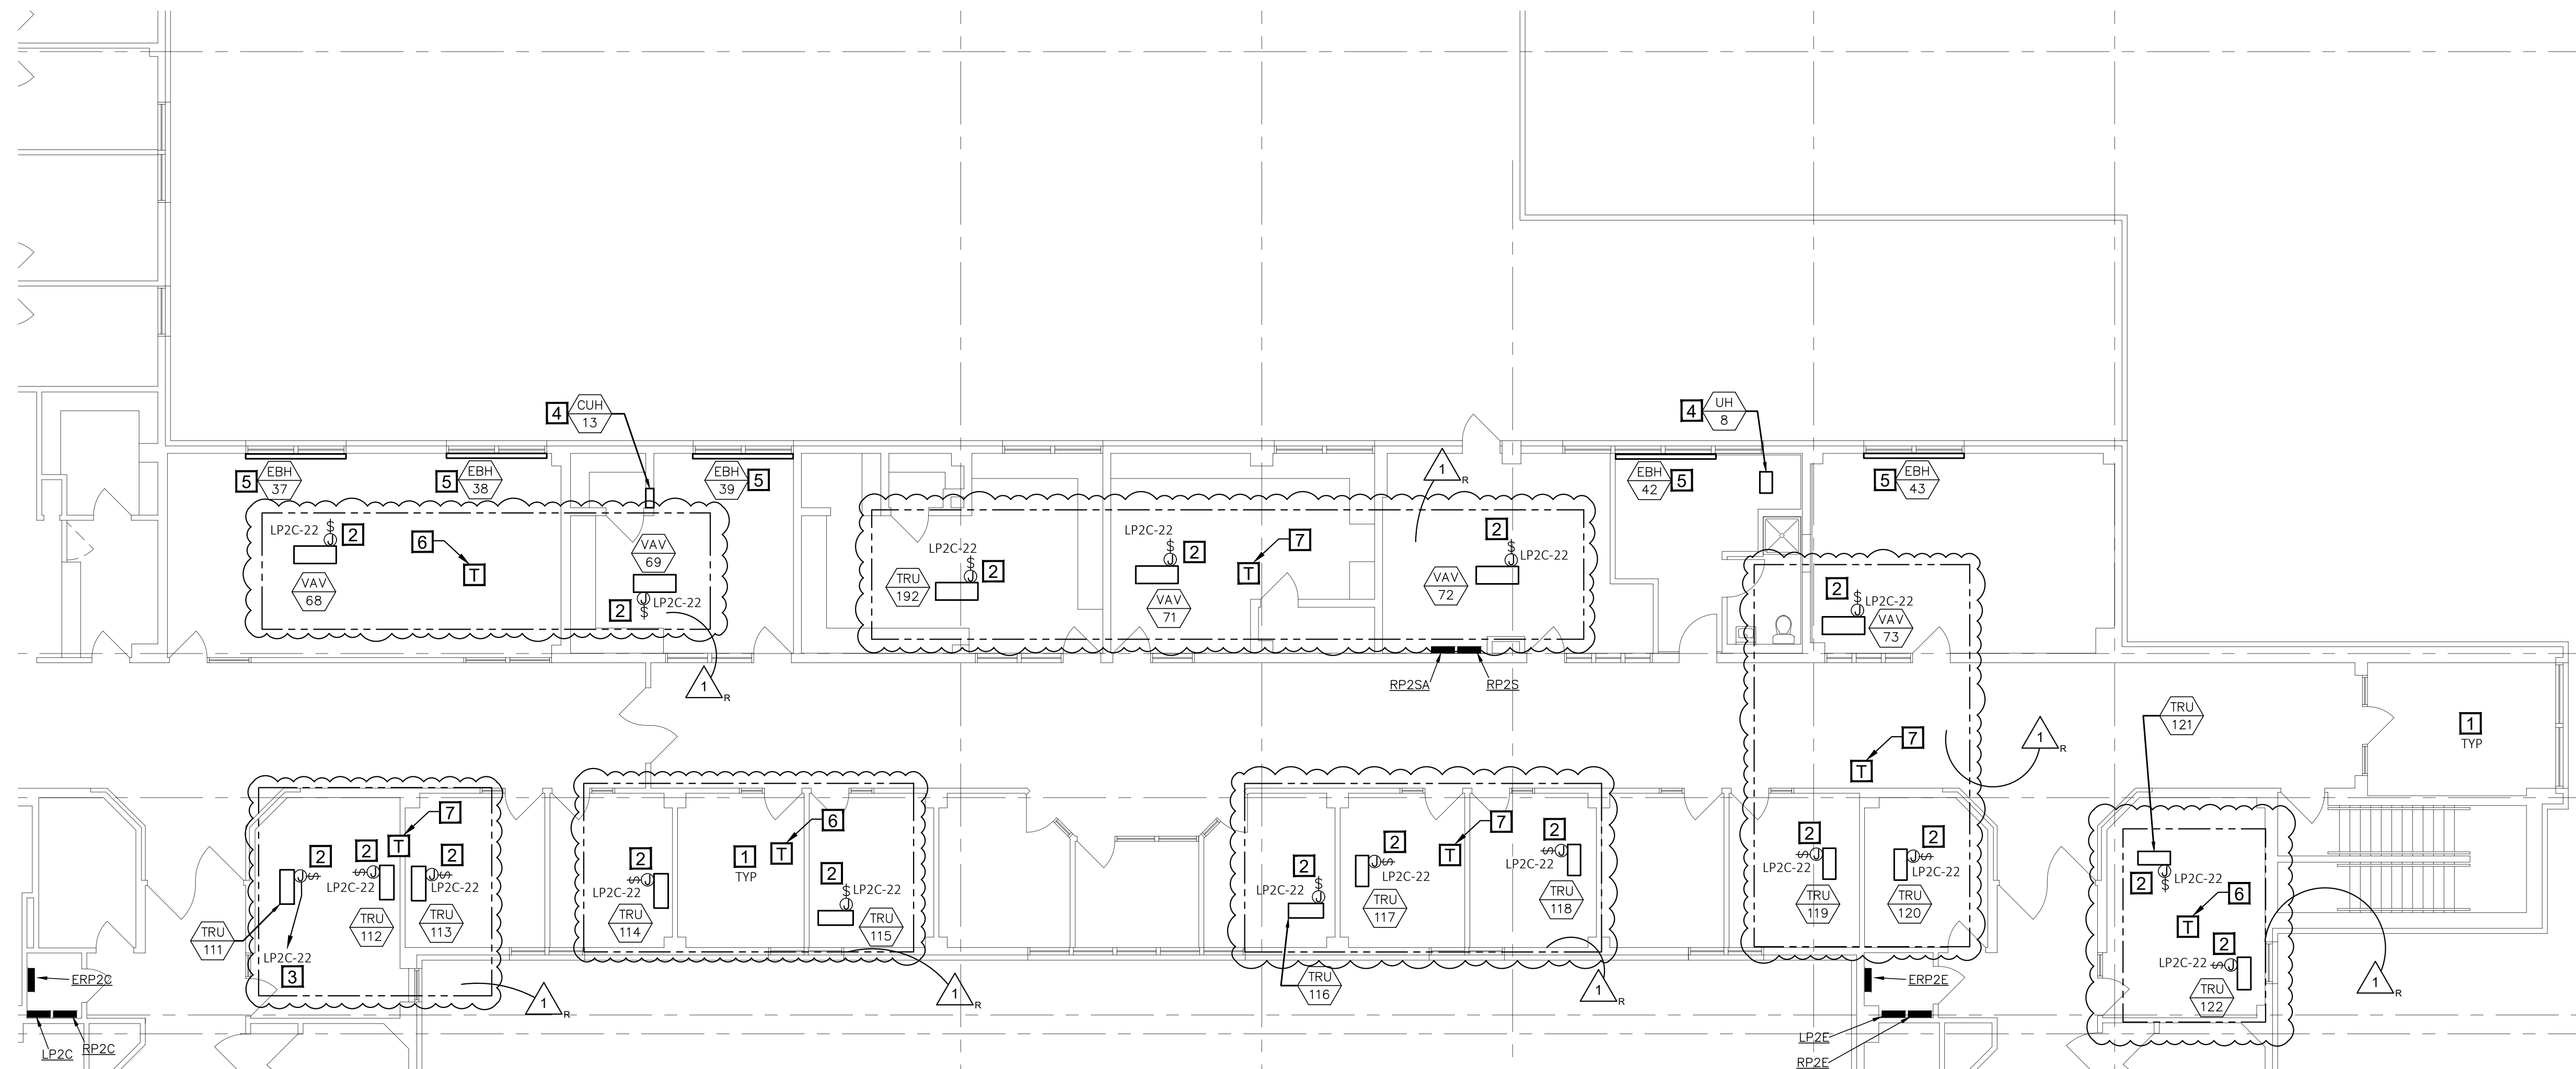 4
CUH
13
4
UH
8
5
EBH
37
5
EBH
38
EBH
39
5
1
R
EBH
42
5
5
EBH
43
LP2C-22
$
J
2
VAV
68
6
T
VAV
69
J
$
2
LP2C-22
LP2C-22
$
J
2
TRU
192
LP2C-22
$
J
2
VAV
71
7
T
2
$
J
LP2C-22
VAV
72
2
$
J
LP2C-22
VAV
73
1
R
RP2SA
RP2S
7
T
1
R
TRU
121
1
TYP
7
T
2
J
$
2
J
$
LP2C-22
2
J
$
LP2C-22
TRU
111
TRU
112
TRU
113
LP2C-22
3
6
T
1
TYP
2
J
$
LP2C-22
TRU
114
2
$
J
LP2C-22
TRU
115
7
T
2
$
J
LP2C-22
TRU
116
2
J
$
LP2C-22
TRU
117
2
J
$
LP2C-22
TRU
118
2
J
$
LP2C-22
TRU
119
2
J
$
LP2C-22
TRU
120
2
J
$
LP2C-22
6
T
2
J
$
LP2C-22
TRU
122
ERP2C
LP2C
RP2C
1
R
1
R
1
R
ERP2E
LP2E
RP2E
1
R